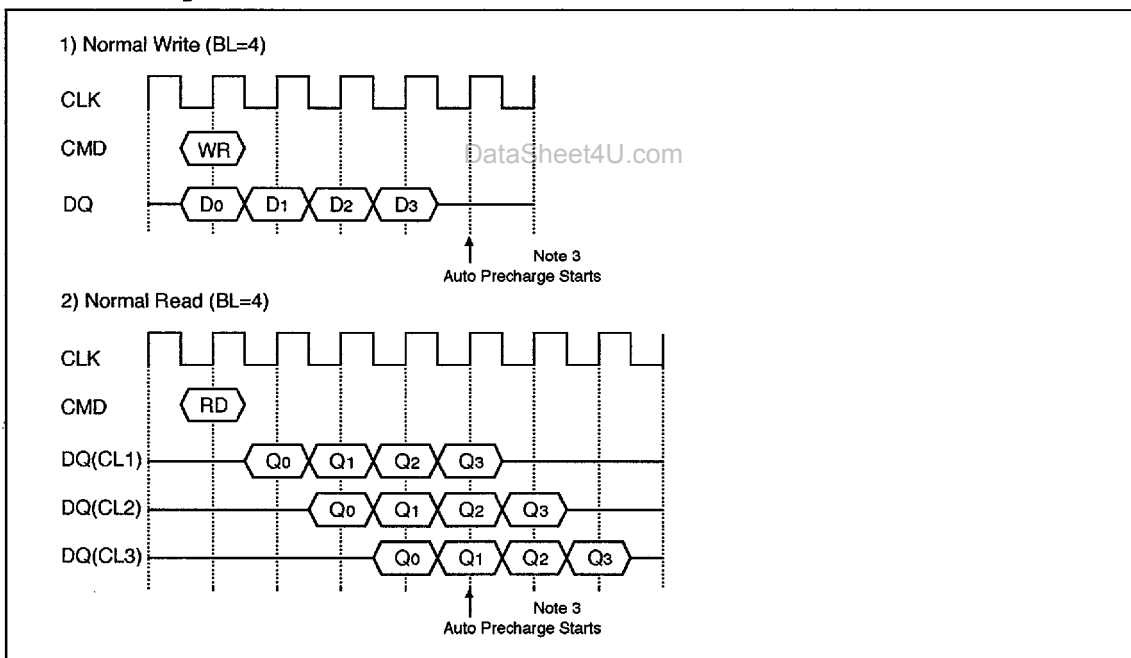 1) Normal Write (BL=4)
CLK
CMD WR
DataSheet4U.com
DQ D0 D1 D2 D3
Note 3
Auto Precharge Starts
2) Normal Read (BL=4)
CLK
CMD RD
DQ(CL1) Q0 Q1 Q2 Q3
DQ(CL2) Q0 Q1 Q2 Q3
DQ(CL3) Q0 Q1 Q2 Q3
Note 3
Auto Precharge Starts